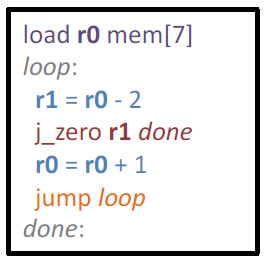 load r0 mem[7]
loop:
r1 = r0 - 2
j_zero r1 done
r0 = r0 + 1
jump loop
done: